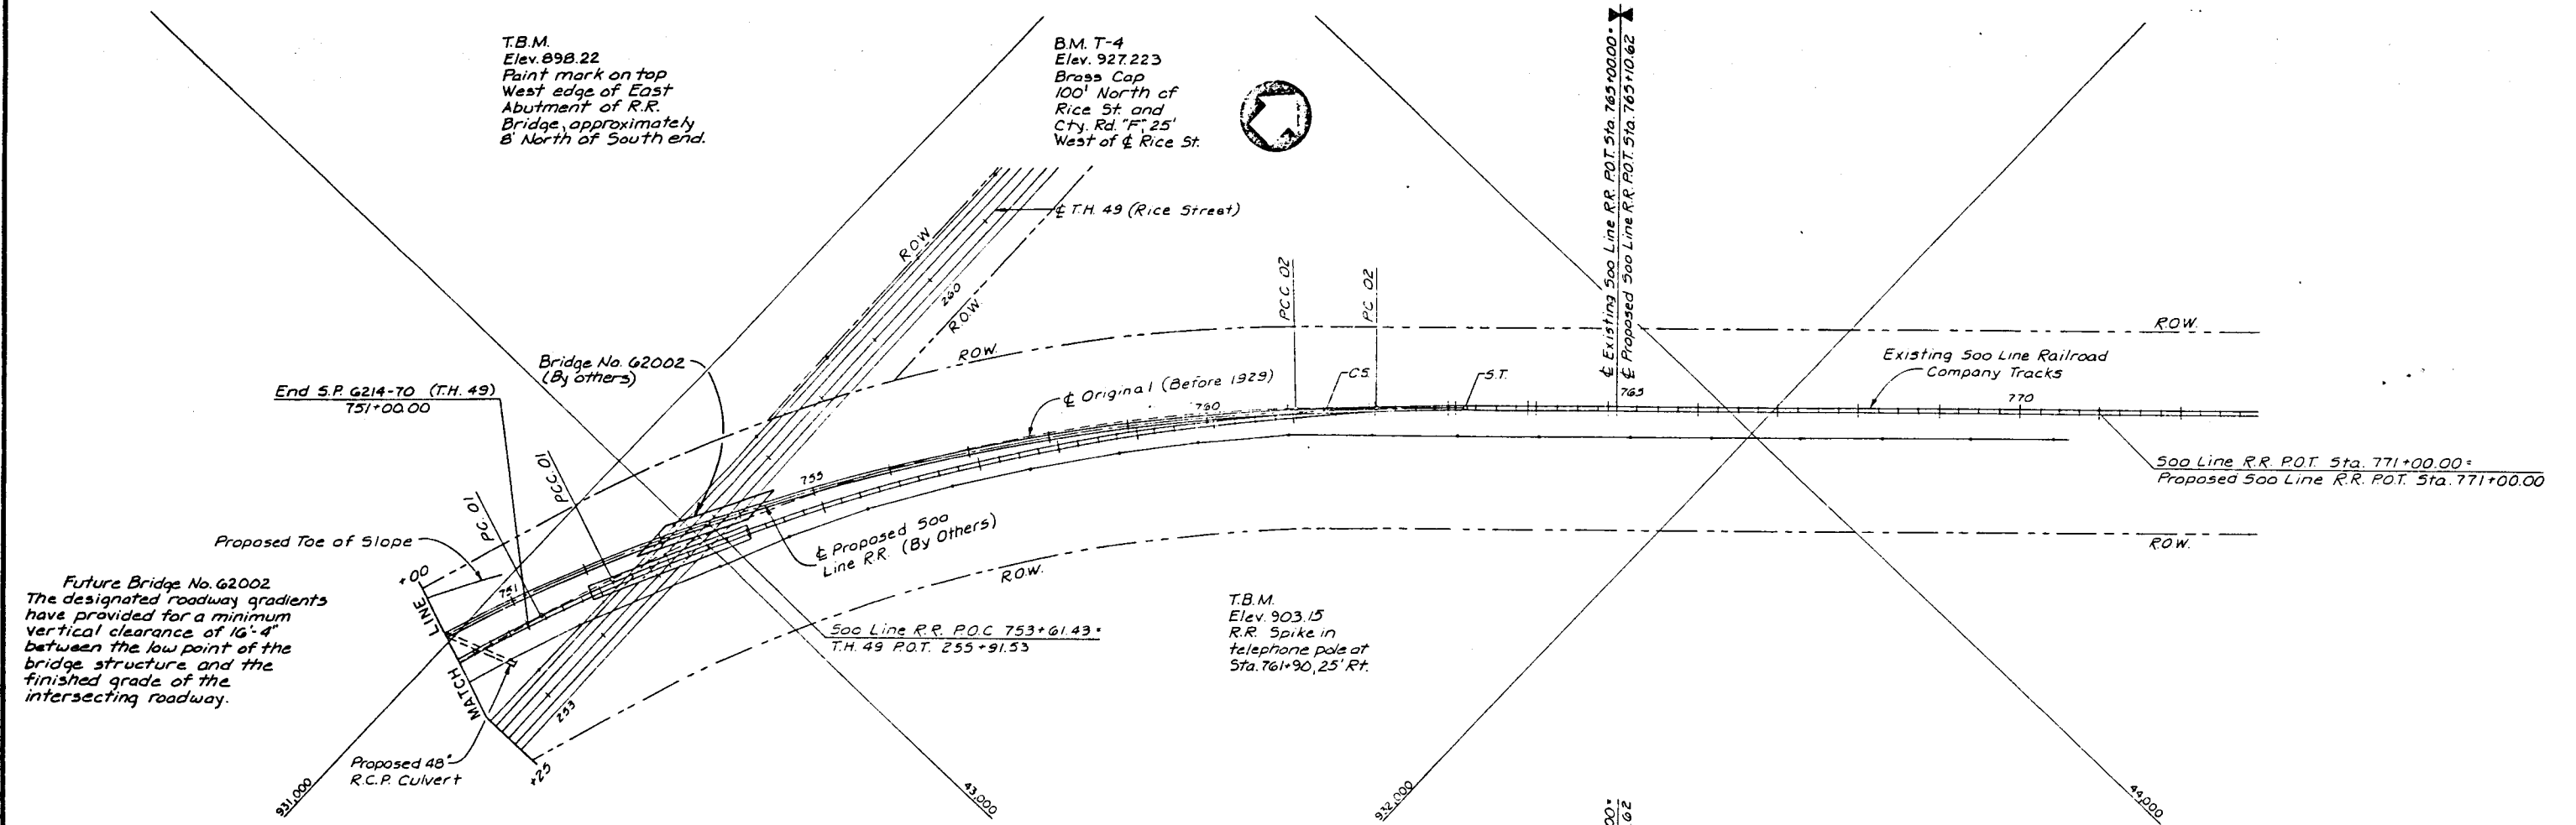 T.B.M.
Elev. 898.22
Paint mark on top
West edge of East
Abutment of R.R.
Bridge, approximately
8' North of South end.
B.M. T-4
Elev. 927.223
Brass Cap
100' North of
Rice St. and
Cty. Rd. "F", 25'
West of ℄ Rice St.
℄ Existing Soo Line R.R. P.O.T. Sta. 765+00.00=
℄ Proposed Soo Line R.R. P.O.T. Sta. 765+10.62
℄ T.H. 49 (Rice Street)
R.O.W.
260
R.O.W.
PCC 02
PC 02
R.O.W.
R.O.W.
Bridge No. 62002
(By others)
Existing Soo Line Railroad
Company Tracks
End S.P. 6214-70 (T.H. 49)
751+00.00
℄ Original (Before 1929)
C.S.
S.T.
760
765
770
755
PCC. 01
P.C. 01
Soo Line R.R. P.O.T. Sta. 771+00.00=
Proposed Soo Line R.R. P.O.T. Sta. 771+00.00
Proposed Toe of Slope
℄ Proposed Soo
Line R.R. (By Others)
R.O.W.
R.O.W.
+00
751
Future Bridge No. 62002
The designated roadway gradients
have provided for a minimum
vertical clearance of 16'-4"
between the low point of the
bridge structure and the
finished grade of the
intersecting roadway.
MATCH LINE
Soo Line R.R. P.O.C 753+61.43=
T.H. 49 P.O.T. 255+91.53
T.B.M.
Elev. 903.15
R.R. Spike in
telephone pole at
Sta. 761+90, 25' Rt.
253
+25
Proposed 48"
R.C.P. Culvert
931,000
43,000
932,000
44,000
00=
.62